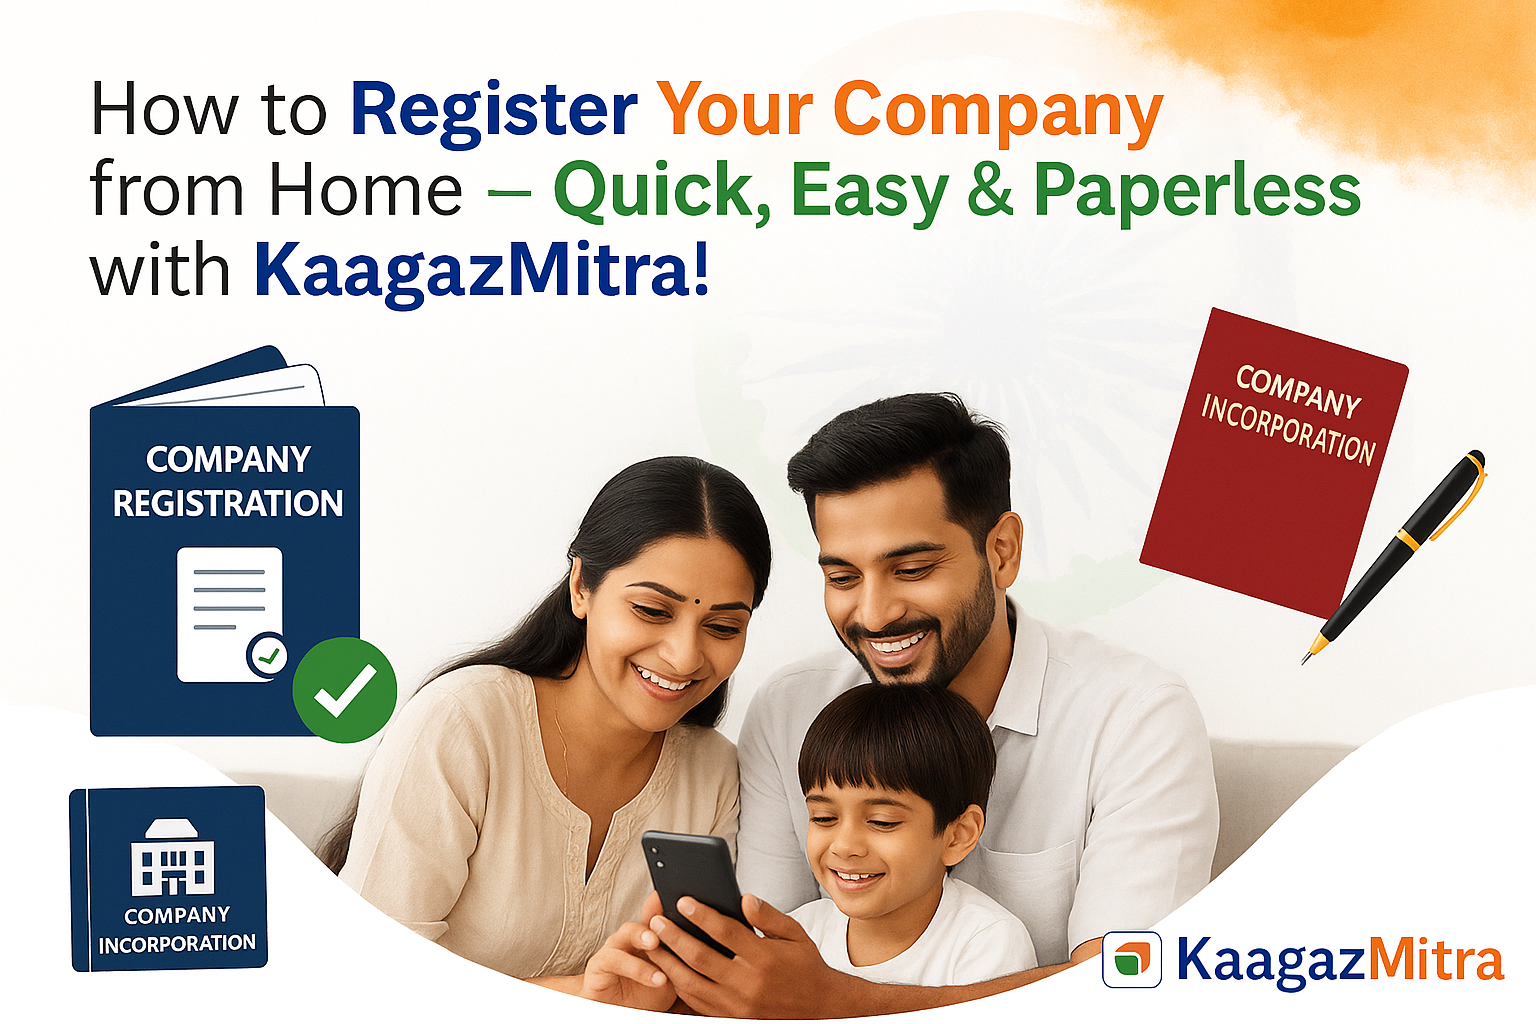 How to Register Your Company
from Home – Quick, Easy & Paperless
with KaagazMitra!
COMPANY
REGISTRATION
COMPANY
INCORPORATION
COMPANY
INCORPORATION
KaagazMitra